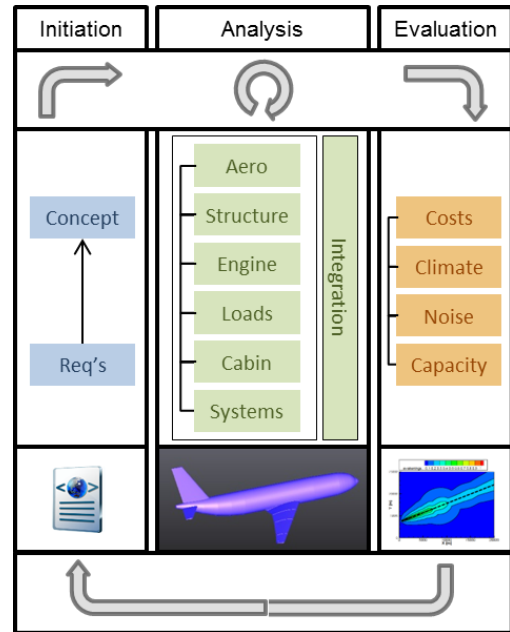 Initiation
Analysis
Evaluation
Concept
Req's
Aero
Structure
Engine
Loads
Cabin
Systems
Integration
Costs
Climate
Noise
Capacity